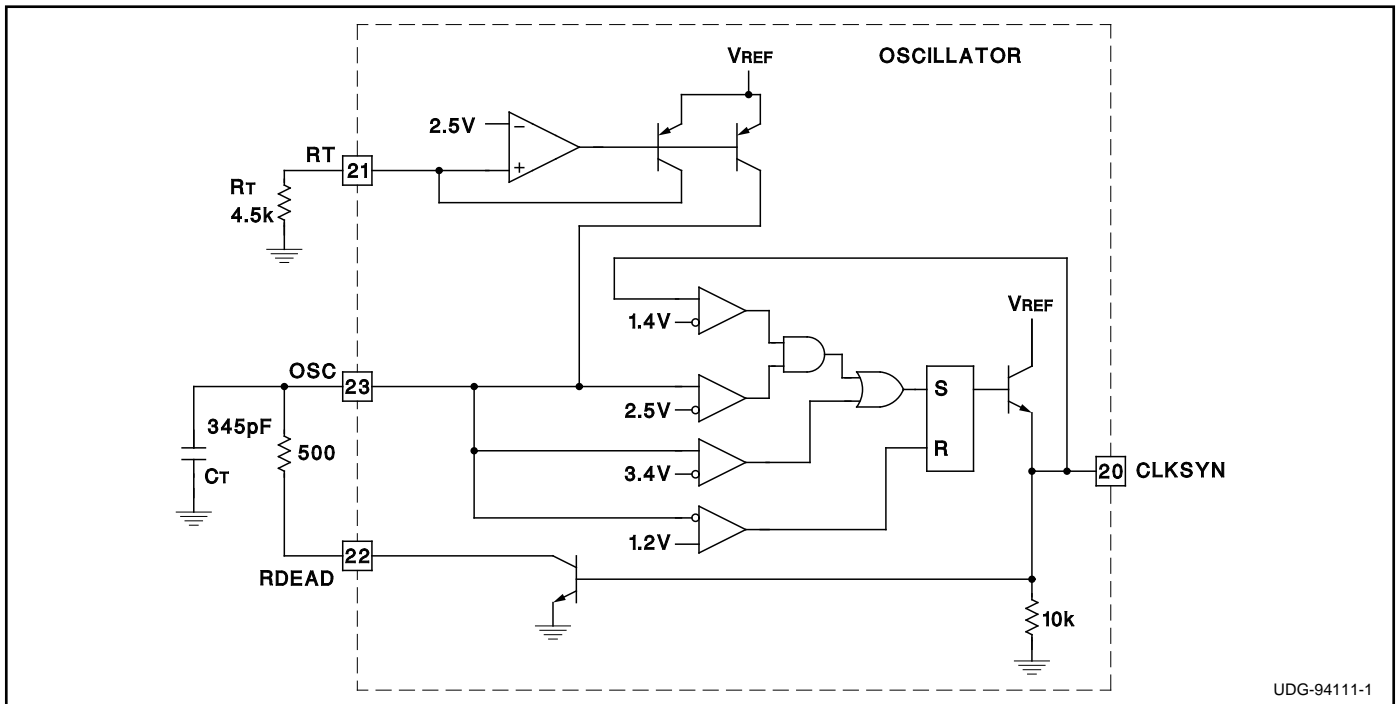 OSCILLATOR
VREF
2.5V
−
+
RT
21
RT
4.5k
VREF
1.4V
OSC
23
2.5V
S
345pF
500
R
CT
3.4V
20 CLKSYN
1.2V
22
RDEAD
10k
UDG-94111-1